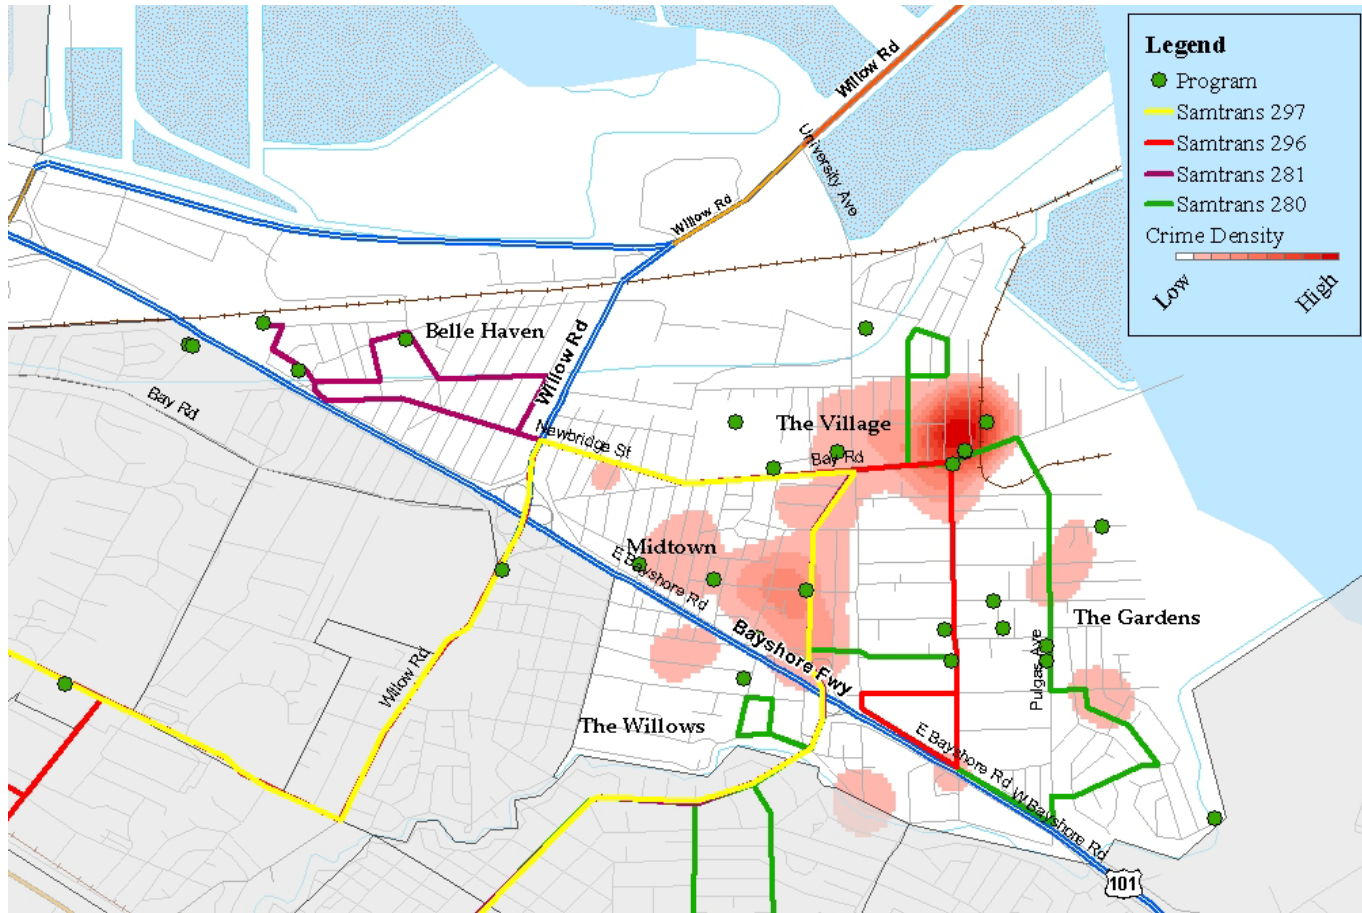 Legend
Program
Samtrans 297
Samtrans 296
Samtrans 281
Samtrans 280
Crime Density
Low
High
Willow Rd
University Ave
Willow Rd
Belle Haven
Willow Rd
Bay Rd
Newbridge St
The Village
Bay Rd
Midtown
E Bayshore Rd
The Gardens
Bayshore Fwy
Pulgas Ave
Willow Rd
The Willows
E Bayshore Rd
W Bayshore Rd
101